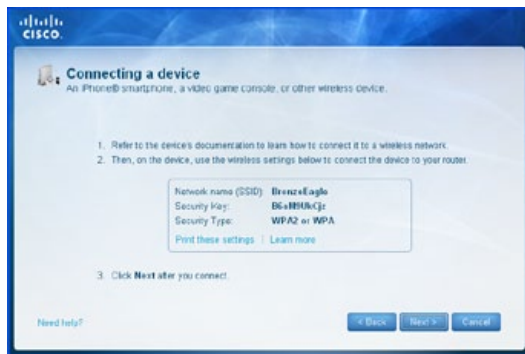 CISCO.
Connecting a device
An iPhone® smartphone, a video game console, or other wireless device.
1. Refer to the device's documentation to learn how to connect it to a wireless network.
2. Then, on the device, use the wireless settings below to connect the device to your router.
Network name (SSID): BronzeEagle
Security Key:
Security Type: WPA2 or WPA
Print these settings | Learn more
3. Click Next after you connect.
Need help?
< Back Next > Cancel